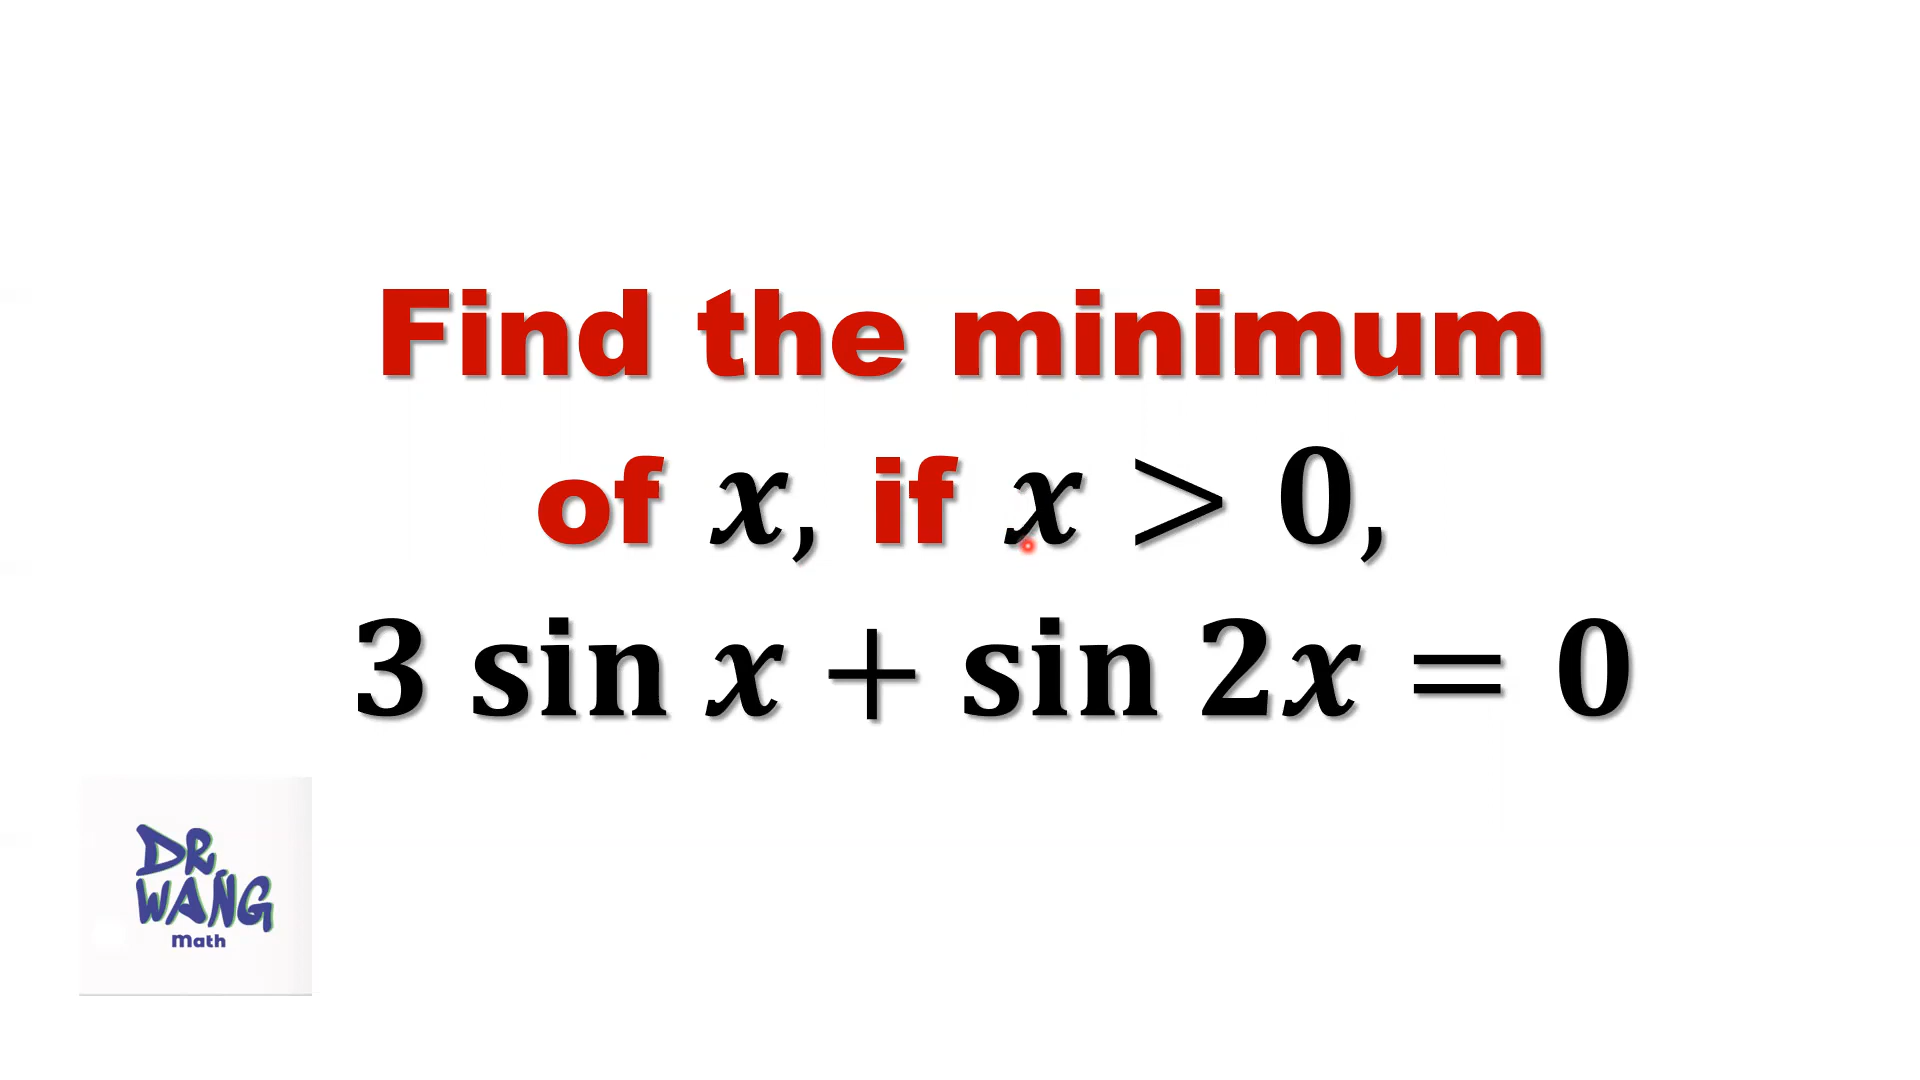 Find the minimum
of x, if x > 0,
3 sin x + sin 2x = 0
DR.
WANG
math